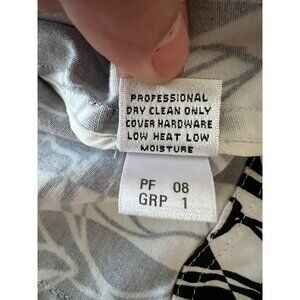 PROFESSIONAL
DRY CLEAN ONLY
COVER HARDWARE
LOW HEAT LOW
MOISTURE
PF 08
GRP 1